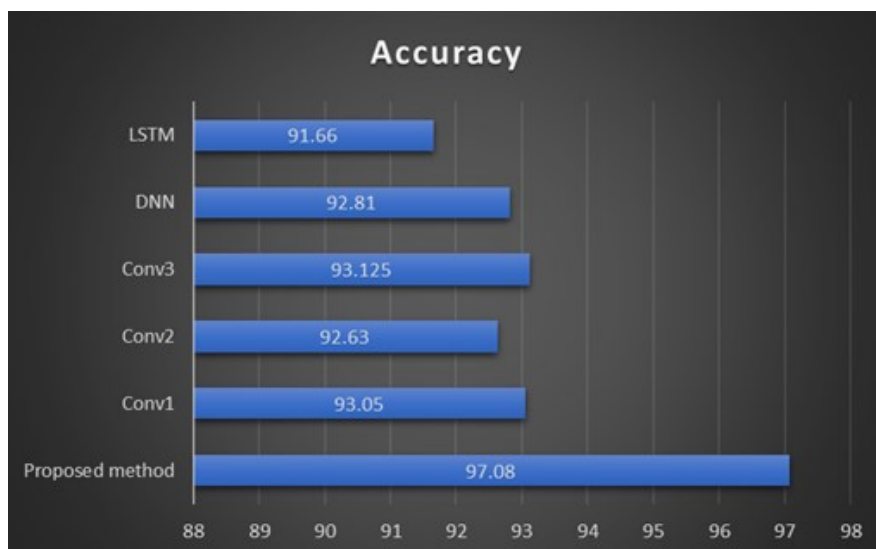 Accuracy
LSTM 91.66
DNN 92.81
Conv3 93.125
Conv2 92.63
Conv1 93.05
Proposed method 97.08
88 89 90 91 92 93 94 95 96 97 98